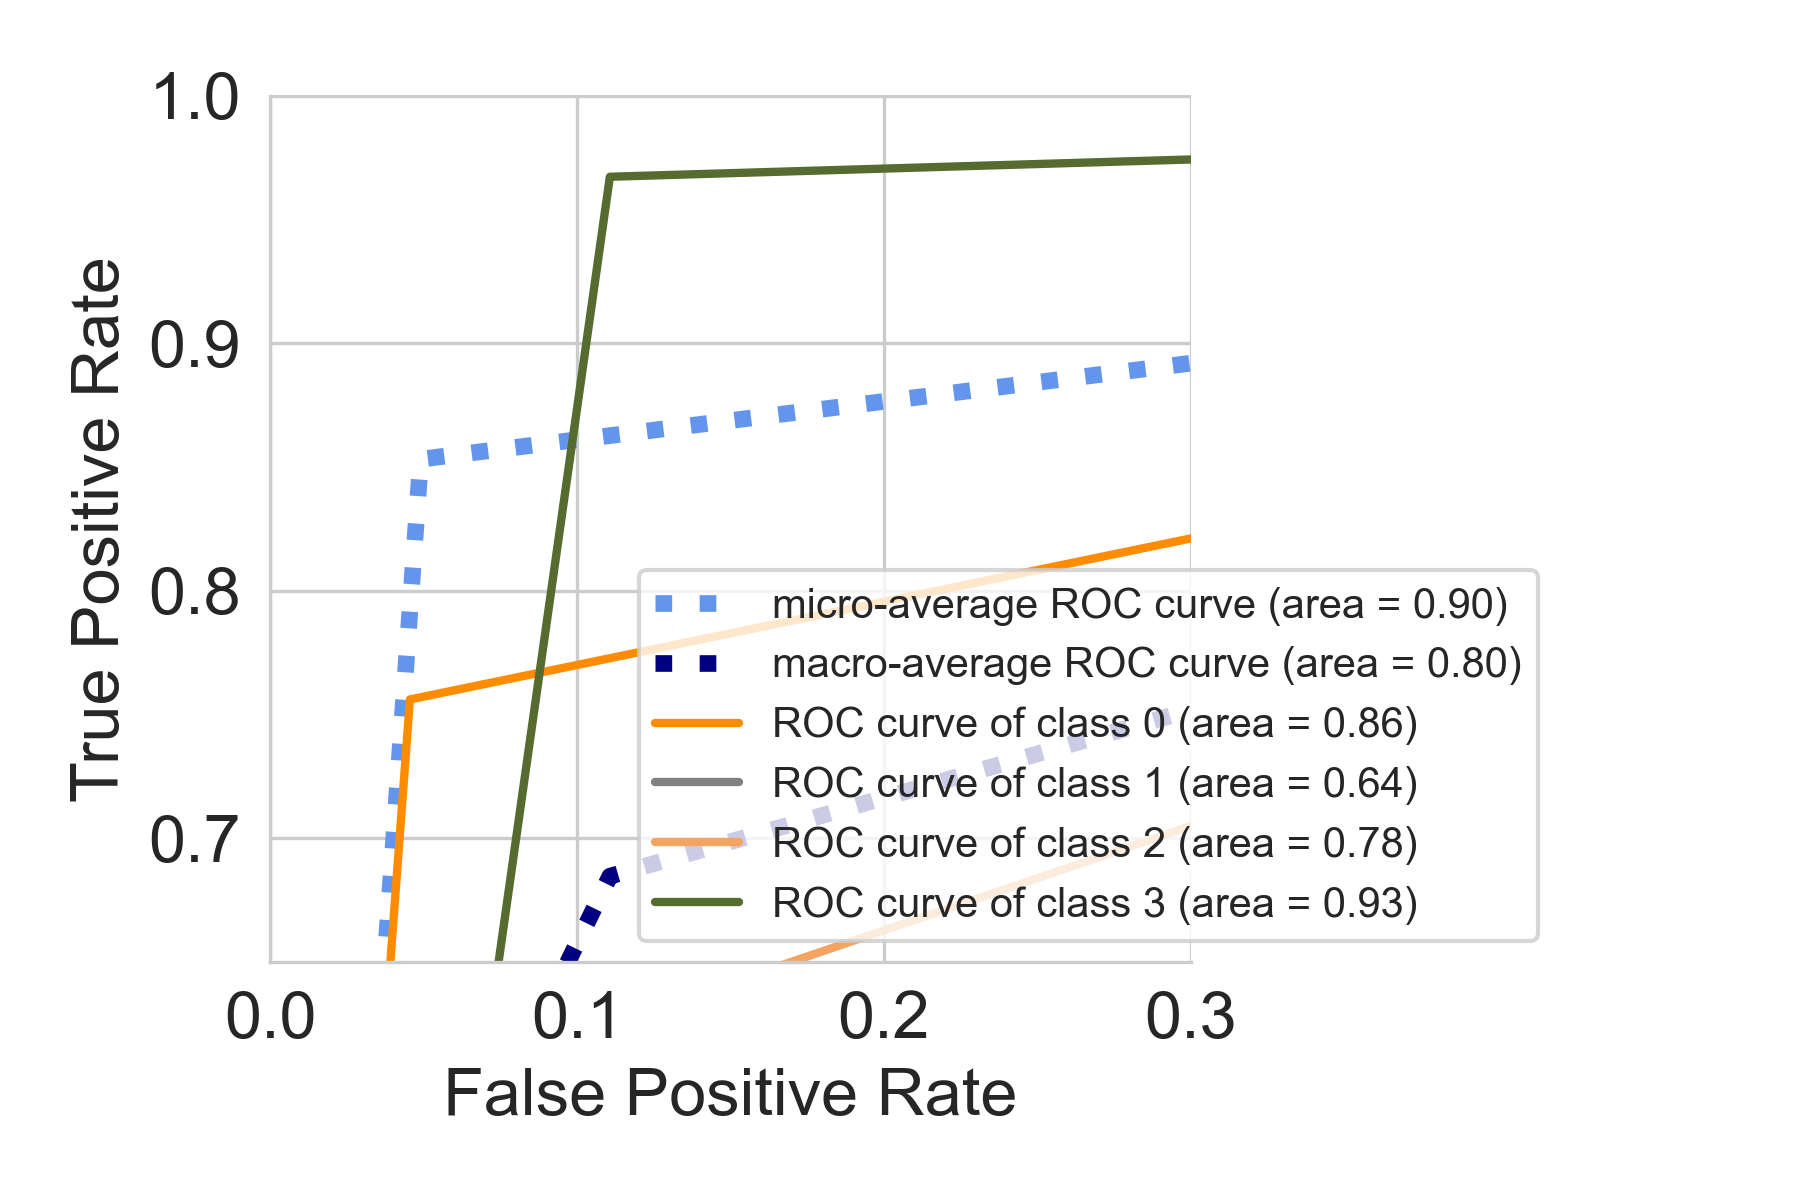 1.0
0.9
0.8
0.7
True Positive Rate
micro-average ROC curve (area = 0.90)
macro-average ROC curve (area = 0.80)
ROC curve of class 0 (area = 0.86)
ROC curve of class 1 (area = 0.64)
ROC curve of class 2 (area = 0.78)
ROC curve of class 3 (area = 0.93)
0.0 0.1 0.2 0.3
False Positive Rate